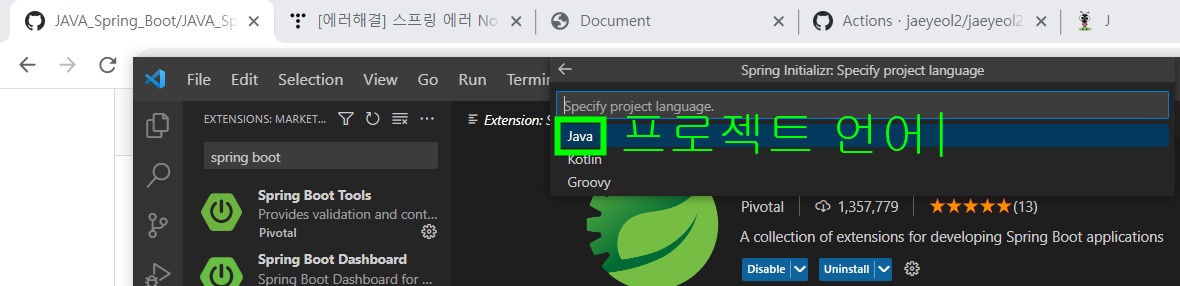 JAVA_Spring_Boot/JAVA_Sp
[에러해결] 스프링 에러 No
Document
Actions · jaeyeol2/jaeyeol2
J
File Edit Selection View Go Run Termin
Spring Initializr: Specify project language
Specify project language.
EXTENSIONS: MARKET...
Extension: S
Java
프로젝트 언어
Kotlin
Groovy
spring boot
Spring Boot Tools
Provides validation and cont...
Pivotal
Spring Boot Dashboard
Spring Boot Dashboard for
Pivotal 1,357,779 (13)
A collection of extensions for developing Spring Boot applications
Disable Uninstall